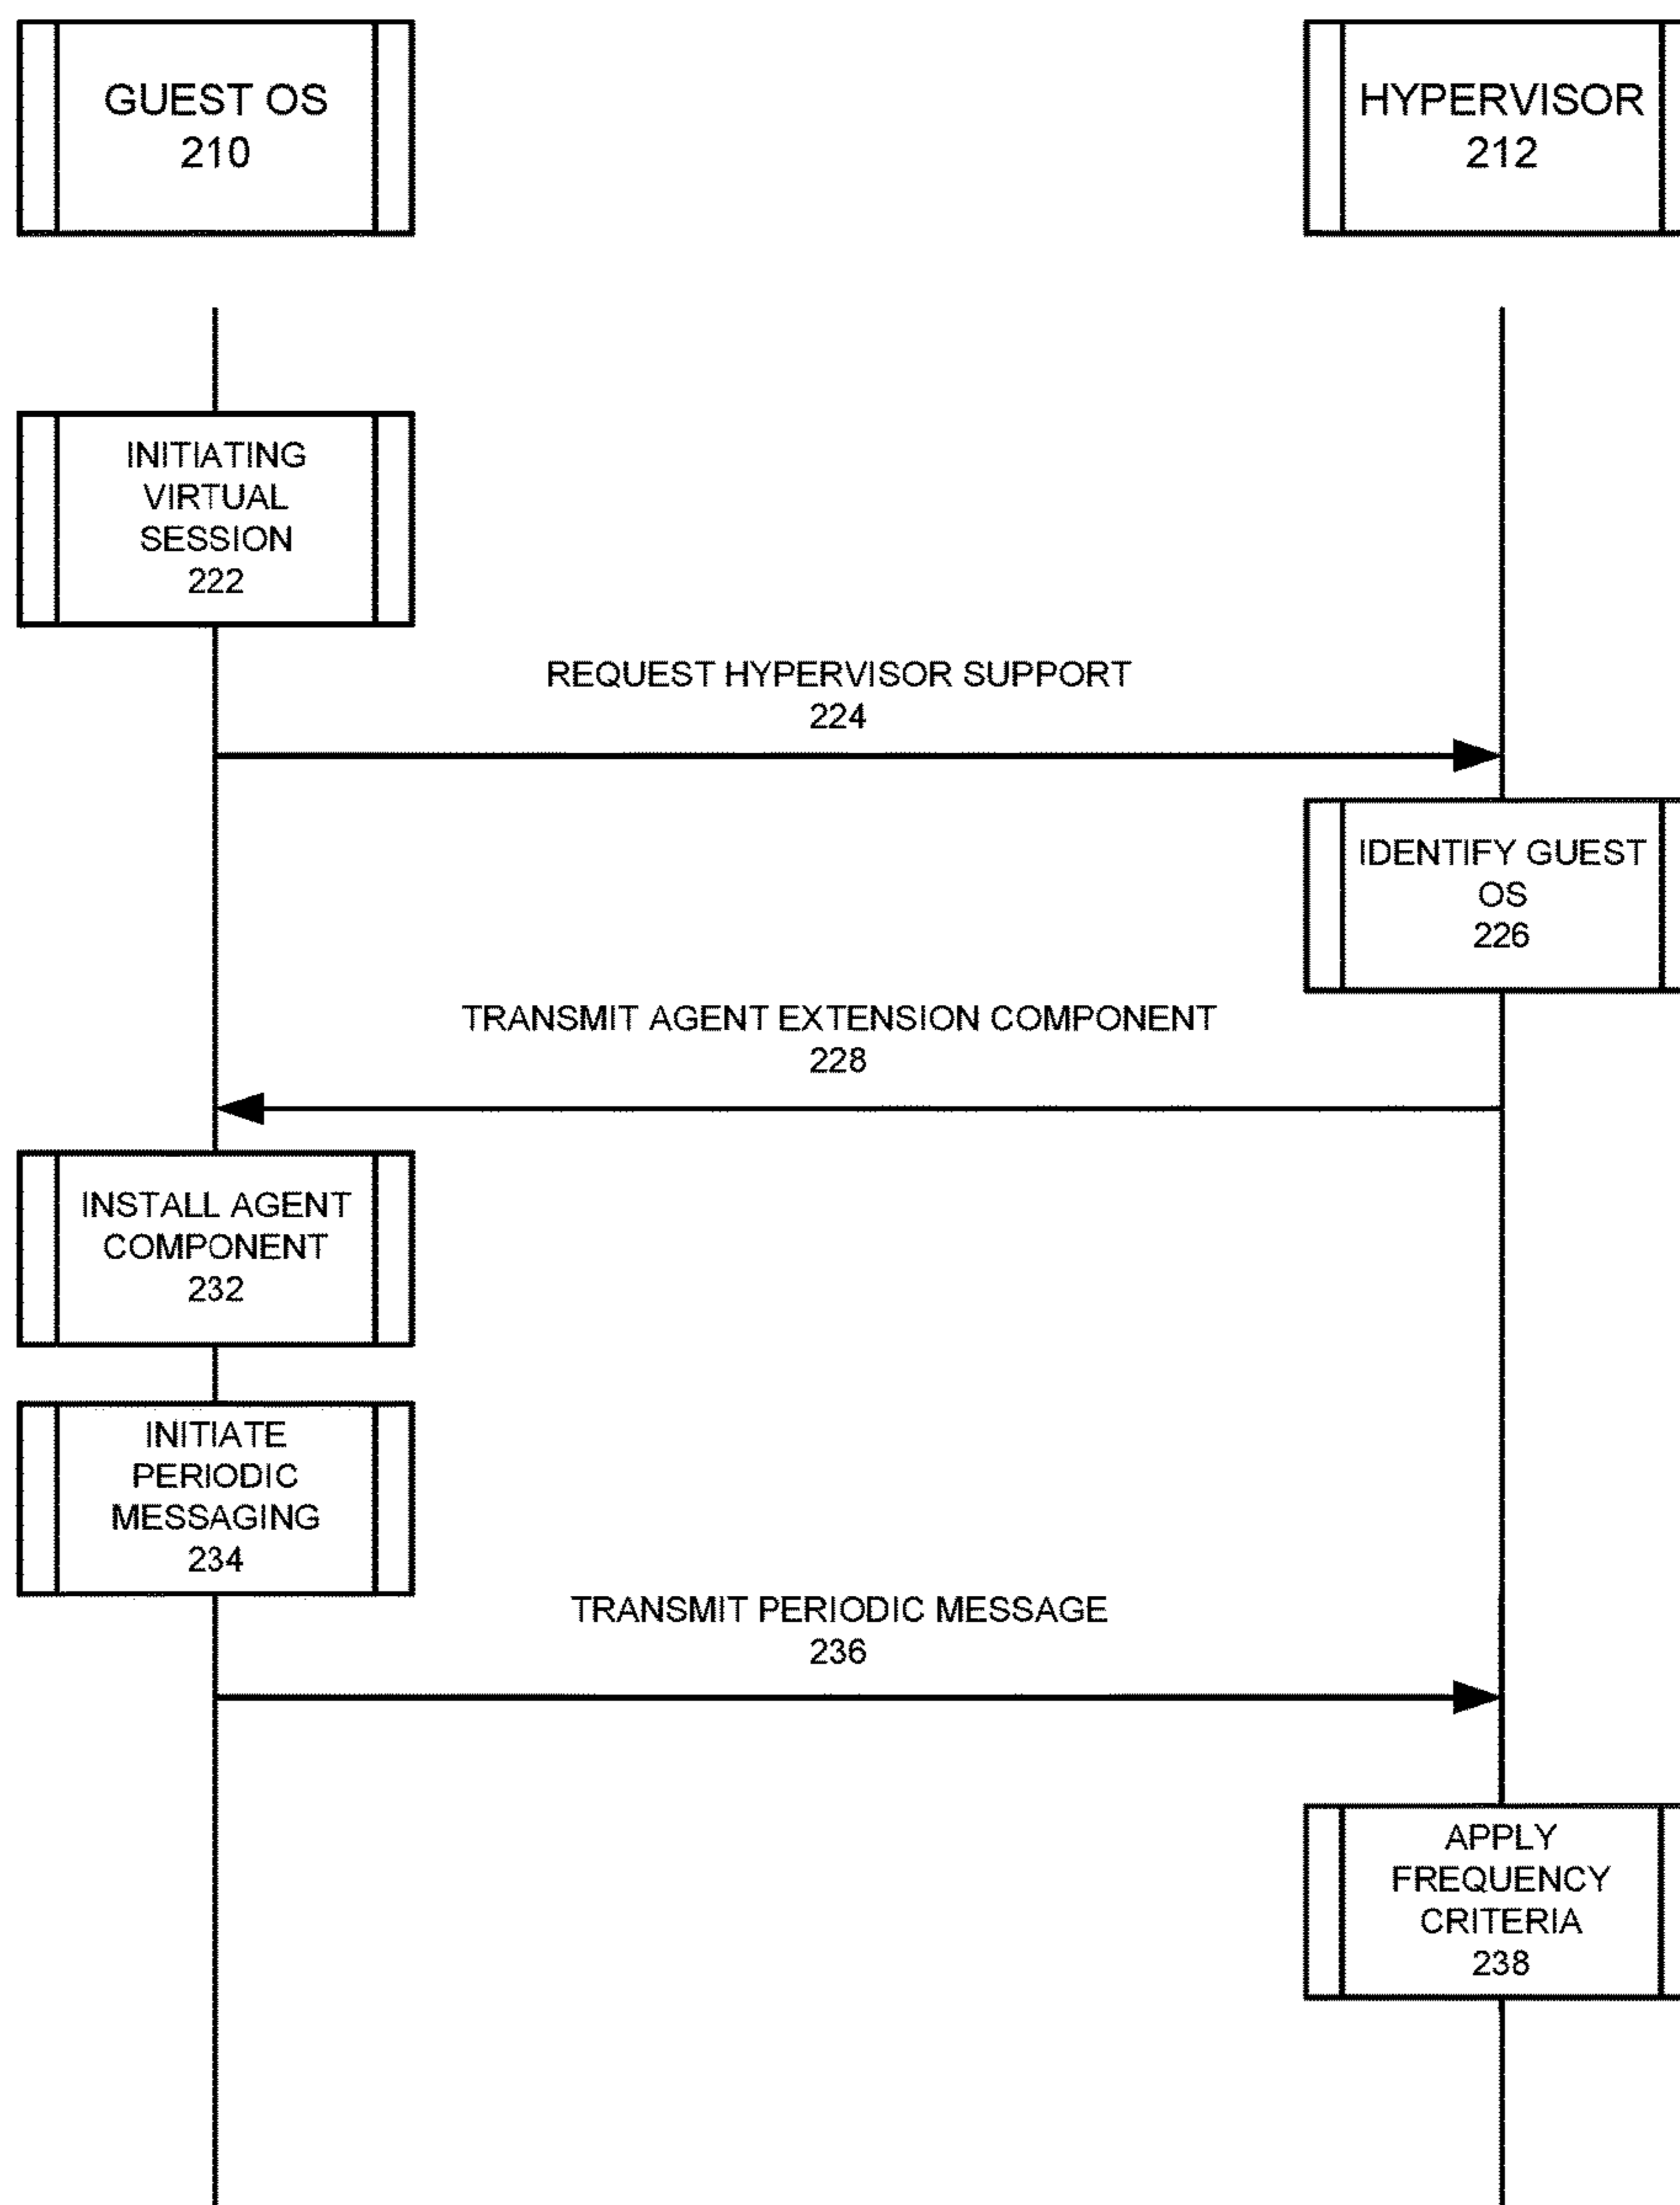 GUEST OS
210
HYPERVISOR
212
INITIATING
VIRTUAL
SESSION
222
REQUEST HYPERVISOR SUPPORT
224
IDENTIFY GUEST
OS
226
TRANSMIT AGENT EXTENSION COMPONENT
228
INSTALL AGENT
COMPONENT
232
INITIATE
PERIODIC
MESSAGING
234
TRANSMIT PERIODIC MESSAGE
236
APPLY
FREQUENCY
CRITERIA
238